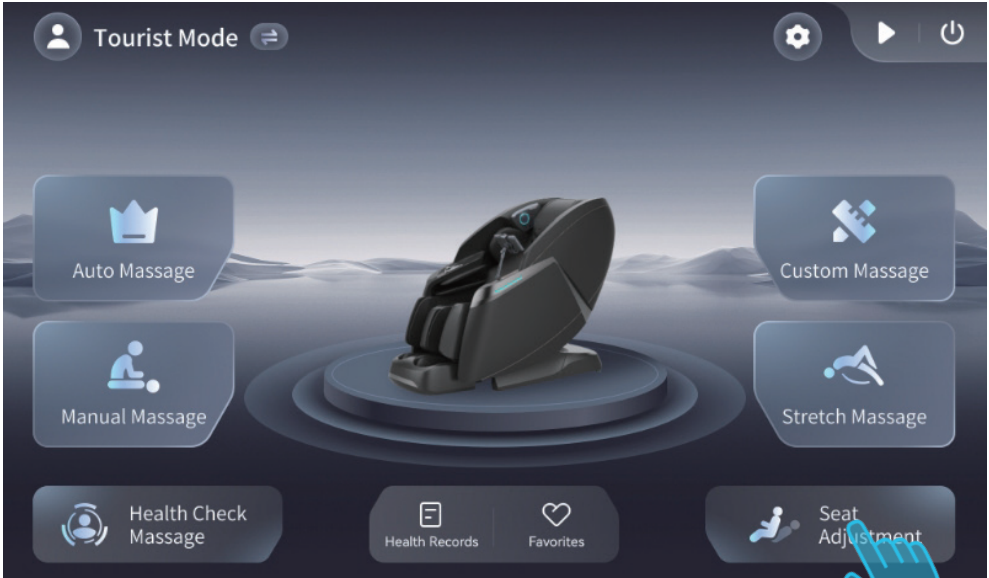 Tourist Mode
Auto Massage
Custom Massage
Manual Massage
Stretch Massage
Health Check
Massage
Health Records
Favorites
Seat
Adjustment